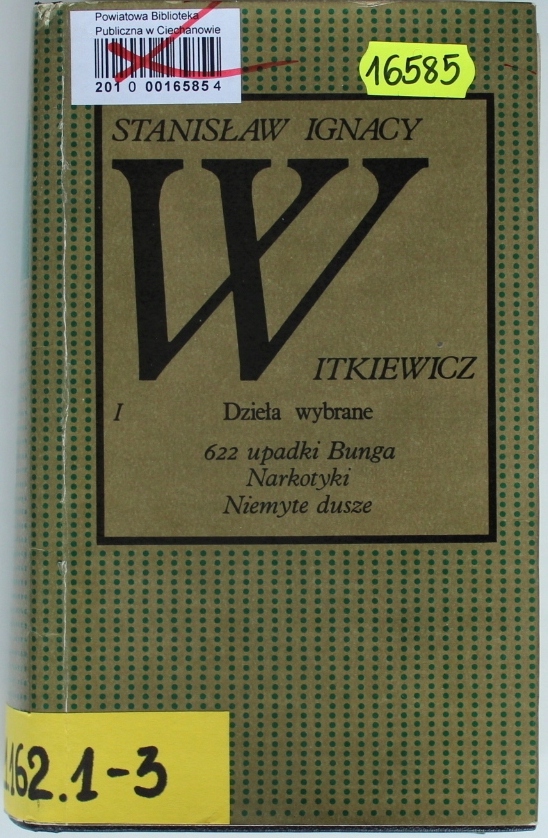 Powiatowa Biblioteka
Publiczna w Ciechanowie
201 0 0016585 4
16585
STANISŁAW IGNACY
WITKIEWICZ
I Dzieła wybrane
622 upadki Bunga
Narkotyki
Niemyte dusze
162.1-3